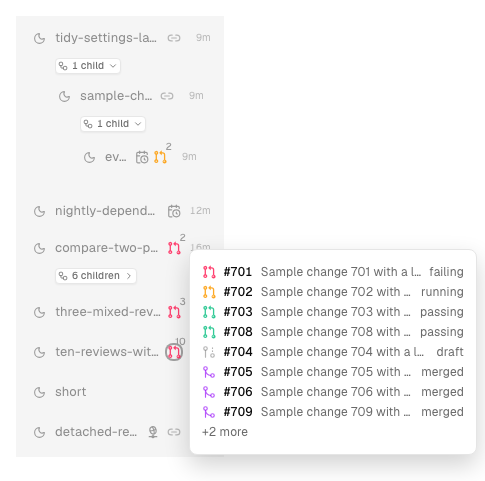 tidy-settings-la... 9m
1 child
sample-ch... 9m
1 child
ev... 2 9m
nightly-depend... 12m
compare-two-p... 2 16m
6 children
three-mixed-rev... 3
ten-reviews-wit... 10
short
detached-re...
#701 Sample change 701 with a l... failing
#702 Sample change 702 with ... running
#703 Sample change 703 with ... passing
#708 Sample change 708 with ... passing
#704 Sample change 704 with a l... draft
#705 Sample change 705 with ... merged
#706 Sample change 706 with ... merged
#709 Sample change 709 with ... merged
+2 more